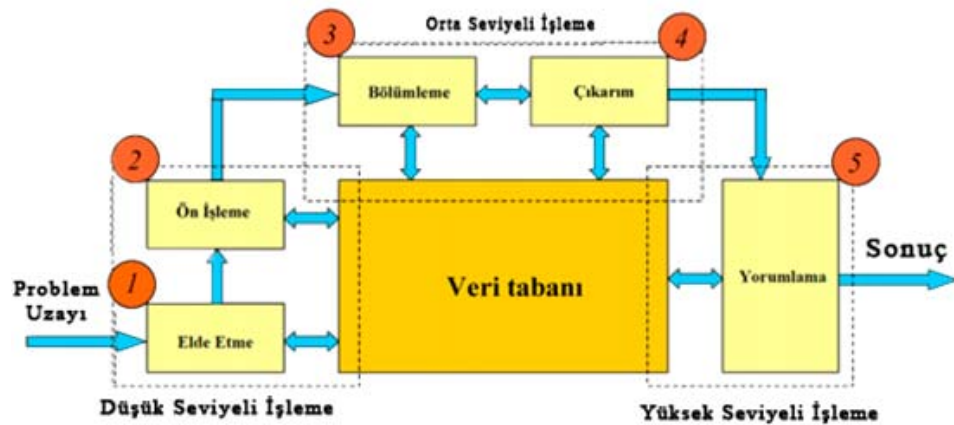 Orta Seviyeli İşleme
3
4
Bölümleme
Çıkarım
2
5
Ön İşleme
Sonuç
1
Problem
Uzayı
Veri tabanı
Yorumlama
Elde Etme
Düşük Seviyeli İşleme
Yüksek Seviyeli İşleme